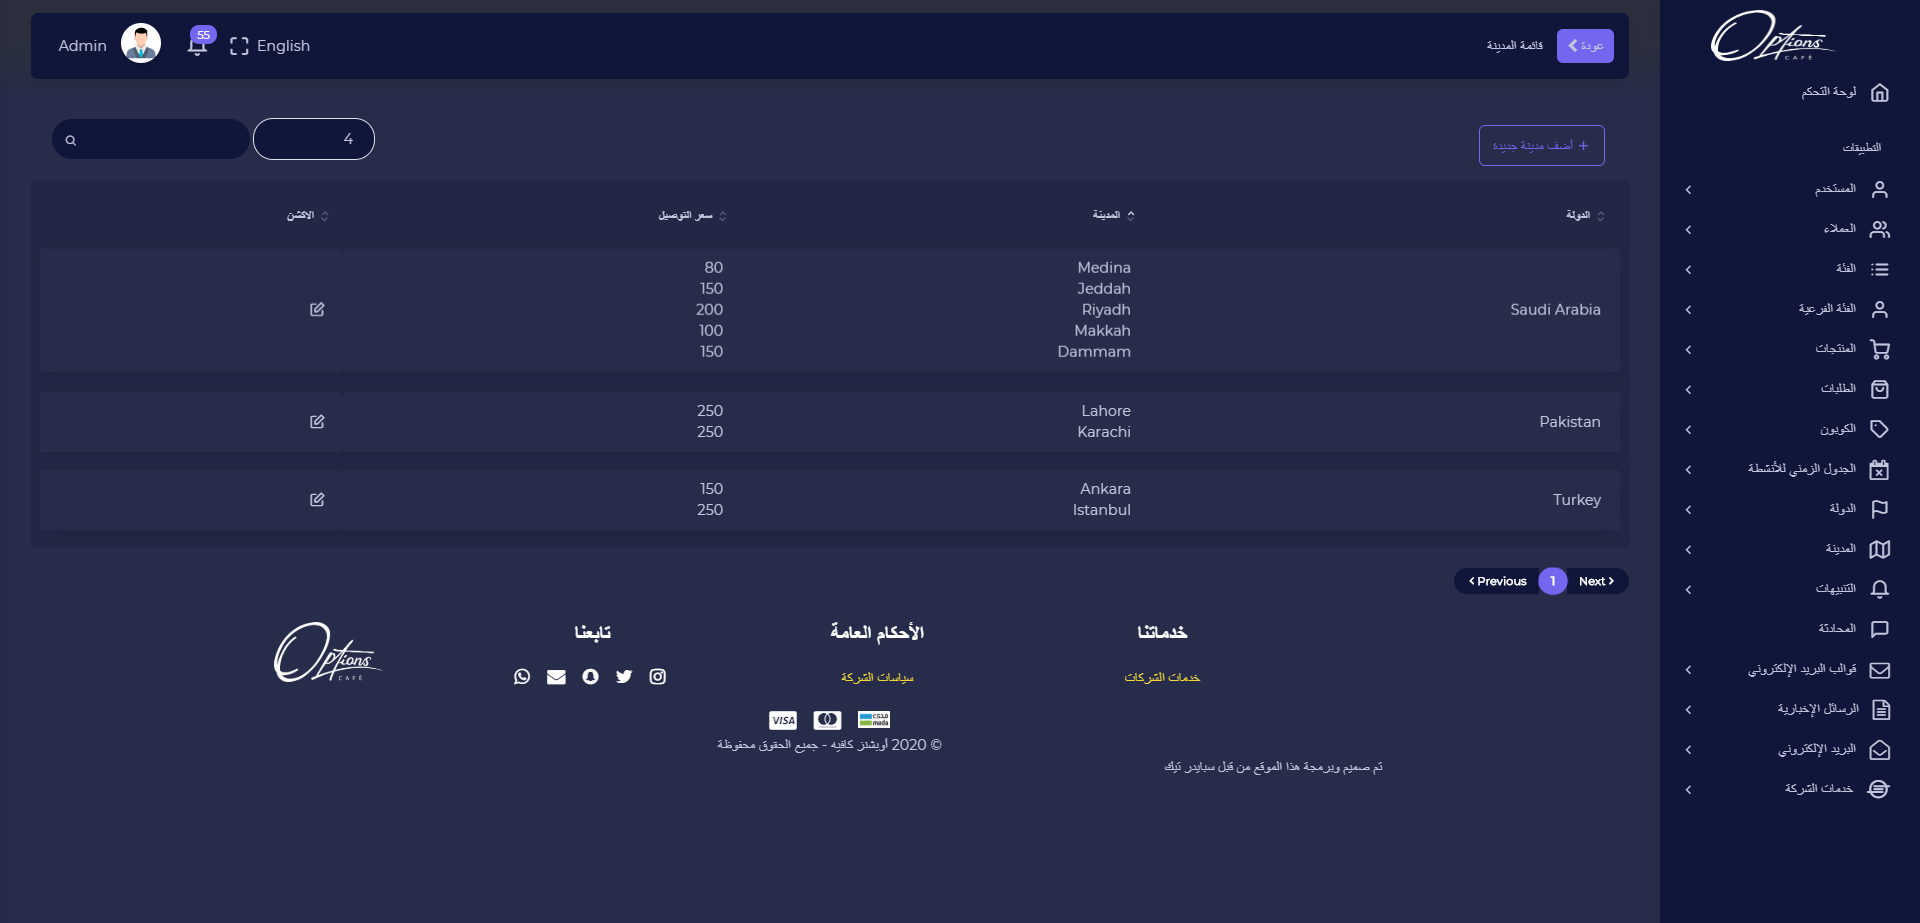 Admin
55
English
قائمة المدينة
عودة
Options
CAFÉ
لوحة التحكم
التطبيقات
المستخدم
العملاء
الفئة
الفئة الفرعية
المنتجات
الطلبات
الكوبون
الجدول الزمني للأنشطة
الدولة
المدينة
التنبيهات
المحادثة
قوالب البريد الإلكتروني
الرسائل الإخبارية
البريد الإلكتروني
خدمات الشركة
4
أضف مدينة جديدة
الدولة المدينة سعر التوصيل الاكشن
Saudi Arabia
Medina 80
Jeddah 150
Riyadh 200
Makkah 100
Dammam 150
Pakistan
Lahore 250
Karachi 250
Turkey
Ankara 150
Istanbul 250
Previous 1 Next
خدماتنا
خدمات الشركات
الأحكام العامة
سياسات الشركة
تابعنا
Options
CAFÉ
VISA
مدى
mada
© 2020 أوبشنز كافيه - جميع الحقوق محفوظة
تم صميم وبرمجة هذا الموقع من قبل سبايدر تيك